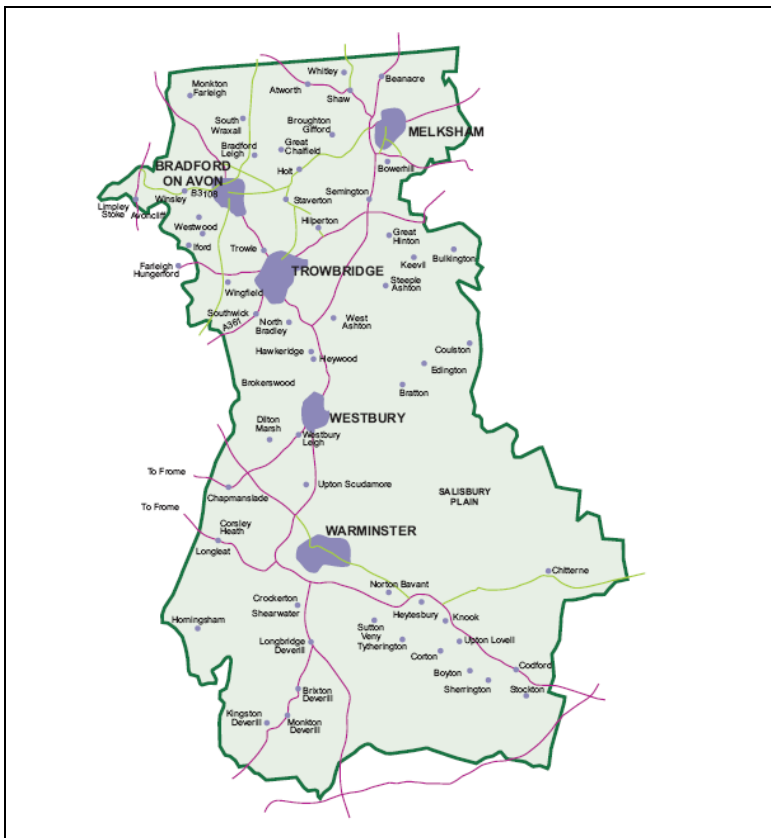 Whitley
Beanacre
Monkton
Farleigh
Atworth
Shaw
South
Wraxall
Broughton
Gifford
MELKSHAM
Bradford
Leigh
Great
Chalfield
BRADFORD
ON AVON
Holt
Bowerhill
Winsley
B3108
Limpley
Stoke
Avoncliff
Staverton
Semington
Westwood
Hilperton
Iford
Trowle
Great
Hinton
Keevil
Bulkington
Farleigh
Hungerford
TROWBRIDGE
Steeple
Ashton
Wingfield
Southwick
A361
North
Bradley
West
Ashton
Hawkeridge
Heywood
Coulston
Edington
Brokerswood
Bratton
Dilton
Marsh
WESTBURY
Westbury
Leigh
To Frome
Chapmanslade
Upton Scudamore
SALISBURY
PLAIN
To Frome
Corsley
Heath
Longleat
WARMINSTER
Chitterne
Norton Bavant
Crockerton
Shearwater
Heytesbury
Knook
Horningsham
Sutton
Veny
Tytherington
Upton Lovell
Longbridge
Deverill
Corton
Codford
Boyton
Sherrington
Stockton
Brixton
Deverill
Kingston
Deverill
Monkton
Deverill